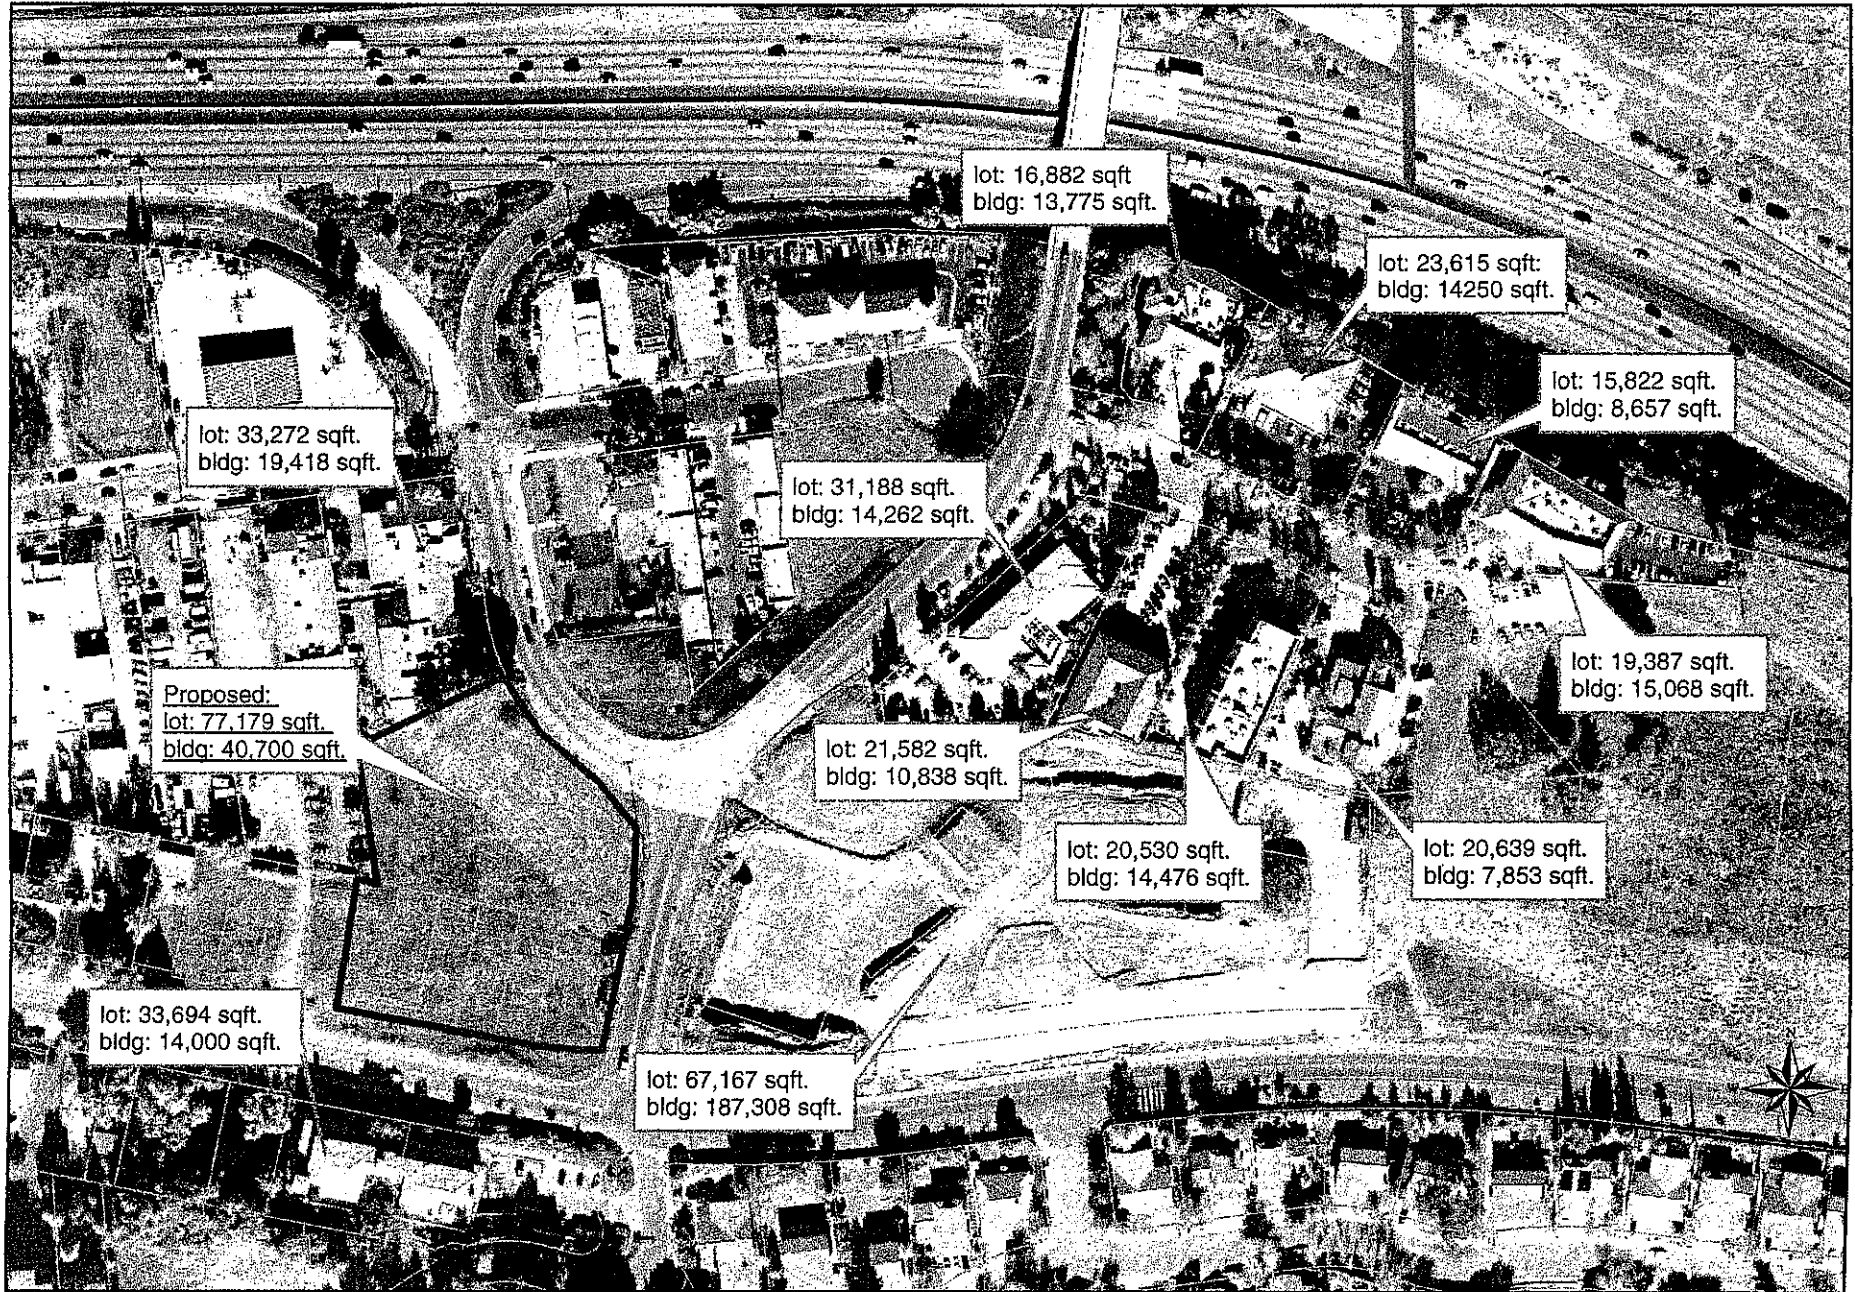 lot: 16,882 sqft
bldg: 13,775 sqft.
lot: 23,615 sqft.
bldg: 14250 sqft.
lot: 15,822 sqft.
bldg: 8,657 sqft.
lot: 33,272 sqft.
bldg: 19,418 sqft.
lot: 31,188 sqft.
bldg: 14,262 sqft.
lot: 19,387 sqft.
bldg: 15,068 sqft.
Proposed:
lot: 77,179 sqft.
bldg: 40,700 sqft.
lot: 21,582 sqft.
bldg: 10,838 sqft.
lot: 20,530 sqft.
bldg: 14,476 sqft.
lot: 20,639 sqft.
bldg: 7,853 sqft.
lot: 33,694 sqft.
bldg: 14,000 sqft.
lot: 67,167 sqft.
bldg: 187,308 sqft.